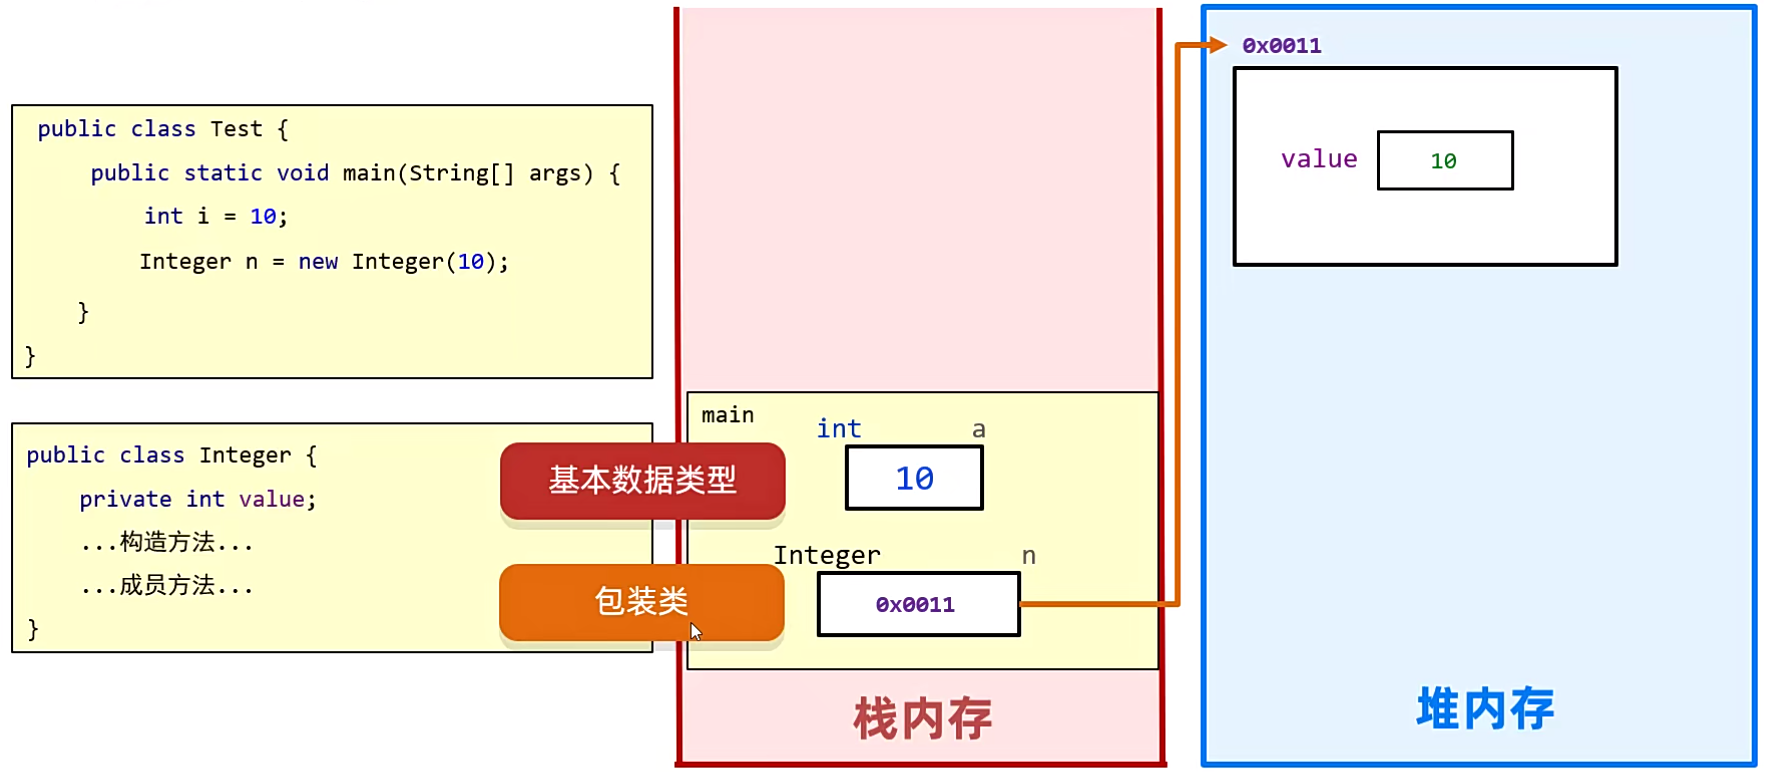 public class Test {
public static void main(String[] args) {
int i = 10;
Integer n = new Integer(10);
}
}
public class Integer {
private int value;
...构造方法...
...成员方法...
}
基本数据类型
包装类
main
int a
10
Integer n
0x0011
栈内存
0x0011
value 10
堆内存